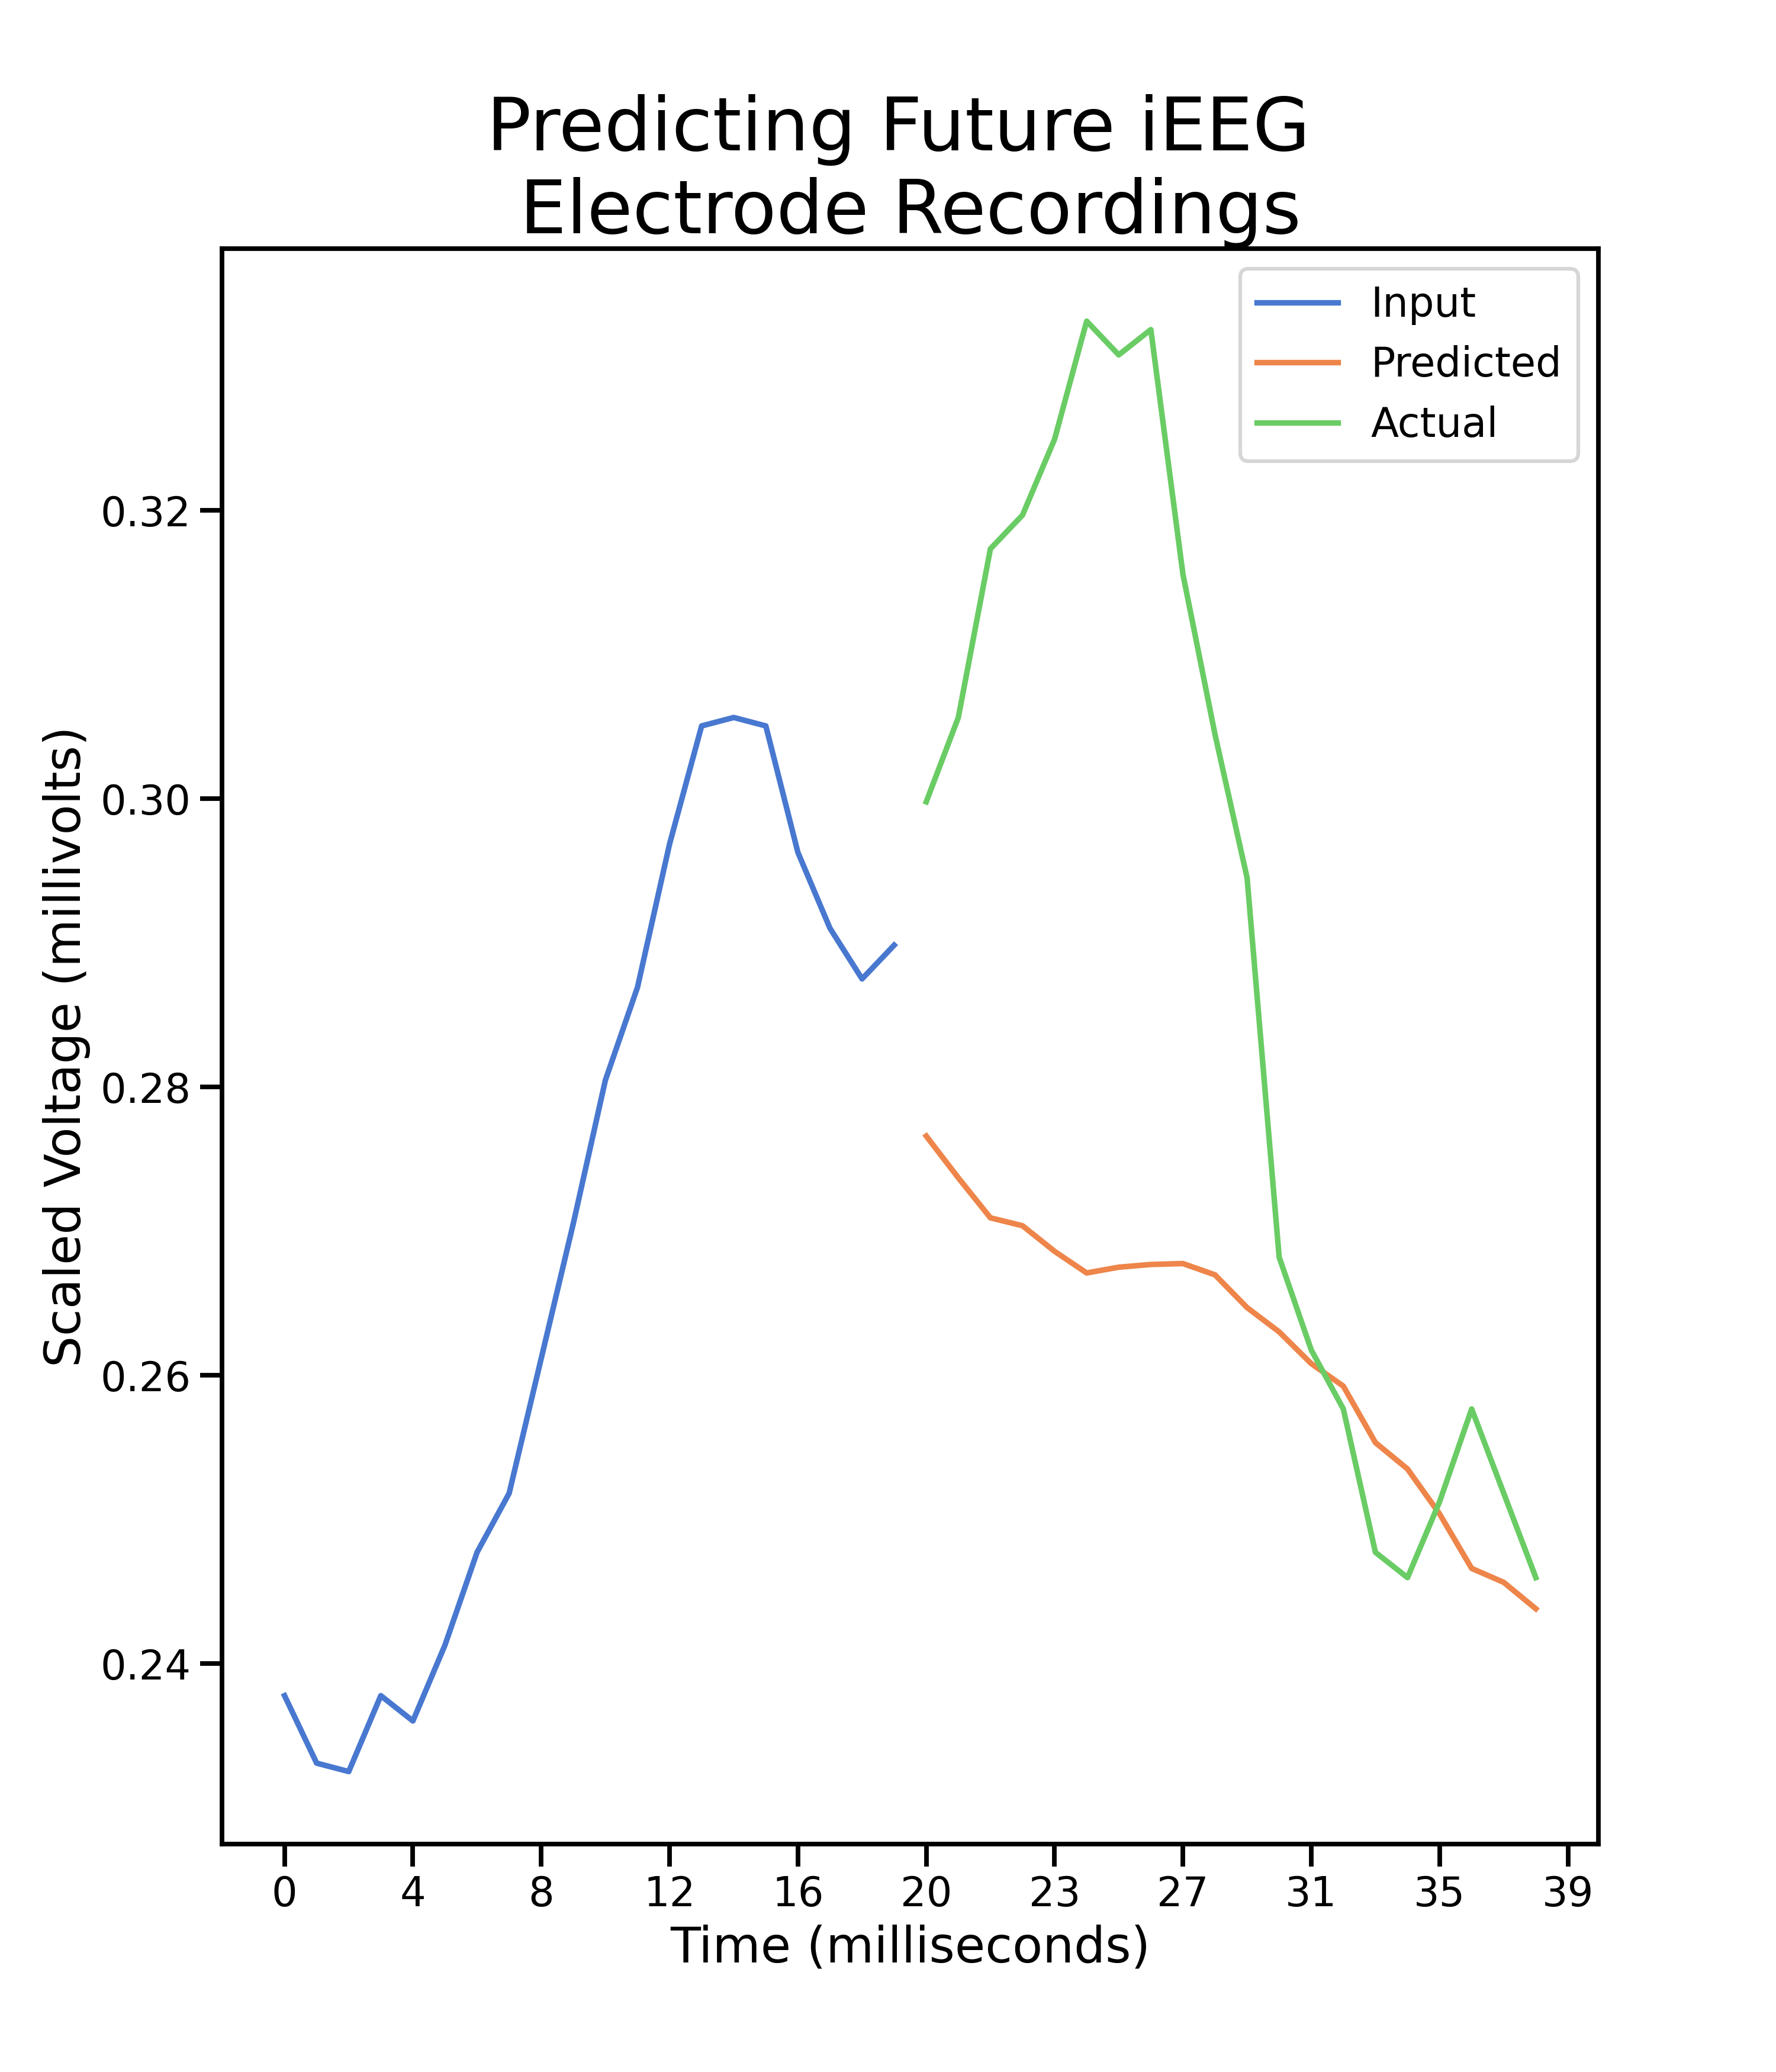 Predicting Future iEEG
Electrode Recordings
Input
Predicted
Actual
0.32
0.30
0.28
0.26
0.24
Scaled Voltage (millivolts)
0 4 8 12 16 20 23 27 31 35 39
Time (milliseconds)